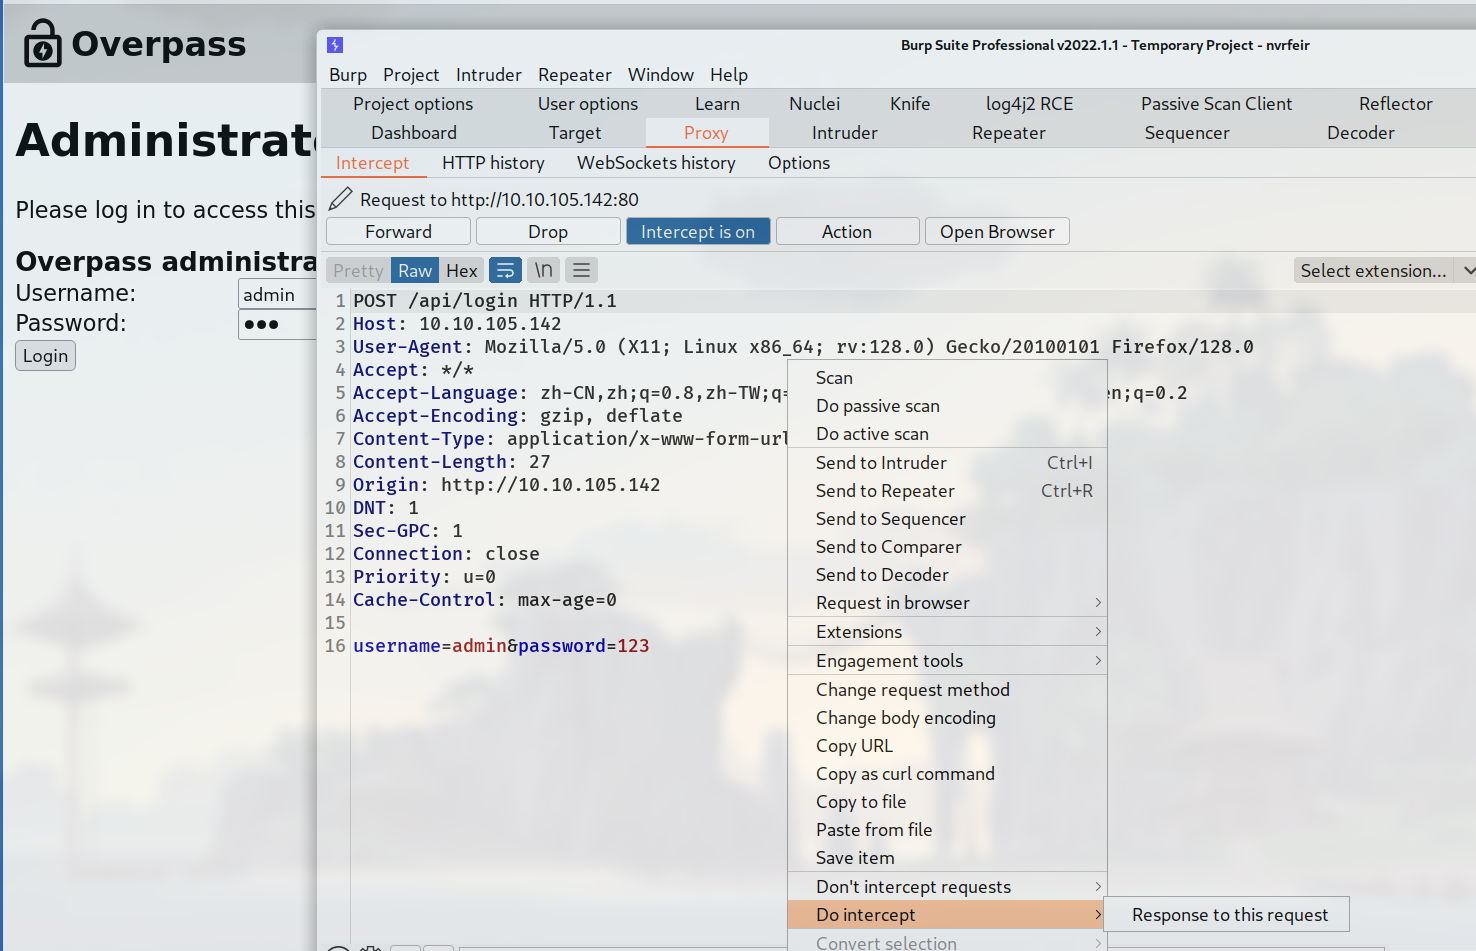 Overpass
Burp Suite Professional v2022.1.1 - Temporary Project - nvrfeir
Burp Project Intruder Repeater Window Help
Project options User options Learn Nuclei Knife log4j2 RCE Passive Scan Client Reflector
Dashboard Target Proxy Intruder Repeater Sequencer Decoder
Intercept HTTP history WebSockets history Options
Request to http://10.10.105.142:80
Forward Drop Intercept is on Action Open Browser
Pretty Raw Hex \n Select extension...
Administrat
Please log in to access this
Overpass administra
Username: admin
Password: ●●●
Login
1 POST /api/login HTTP/1.1
2 Host: 10.10.105.142
3 User-Agent: Mozilla/5.0 (X11; Linux x86_64; rv:128.0) Gecko/20100101 Firefox/128.0
4 Accept: */*
5 Accept-Language: zh-CN,zh;q=0.8,zh-TW;q= n;q=0.2
6 Accept-Encoding: gzip, deflate
7 Content-Type: application/x-www-form-url
8 Content-Length: 27
9 Origin: http://10.10.105.142
10 DNT: 1
11 Sec-GPC: 1
12 Connection: close
13 Priority: u=0
14 Cache-Control: max-age=0
15
16 username=admin&password=123
Scan
Do passive scan
Do active scan
Send to Intruder Ctrl+I
Send to Repeater Ctrl+R
Send to Sequencer
Send to Comparer
Send to Decoder
Request in browser
Extensions
Engagement tools
Change request method
Change body encoding
Copy URL
Copy as curl command
Copy to file
Paste from file
Save item
Don't intercept requests
Do intercept
Response to this request
Convert selection